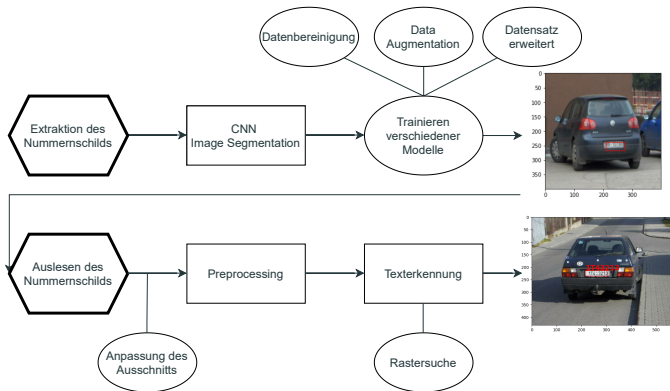 Datenbereinigung
Data
Augmentation
Datensatz
erweitert
Extraktion des
Nummernschilds
CNN
Image Segmentation
Trainieren
verschiedener
Modelle
0
50
100
150
200
250
300
350
0
100
200
300
Auslesen des
Nummernschilds
Preprocessing
Texterkennung
0
50
100
150
200
250
300
350
400
0
100
200
300
400
500
Anpassung des
Ausschnitts
Rastersuche